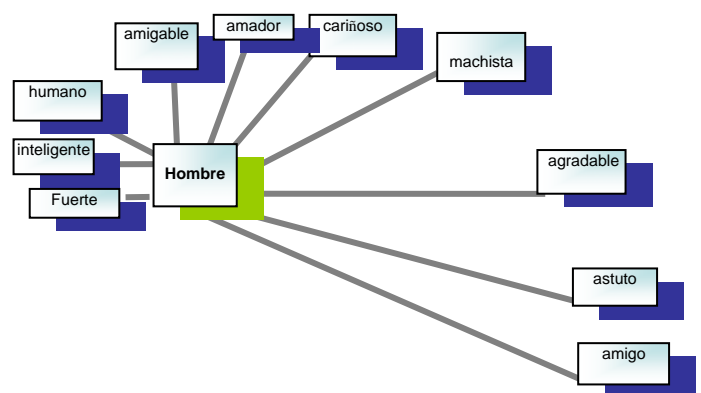 amigable
amador
cariñoso
machista
humano
inteligente
Fuerte
Hombre
agradable
astuto
amigo